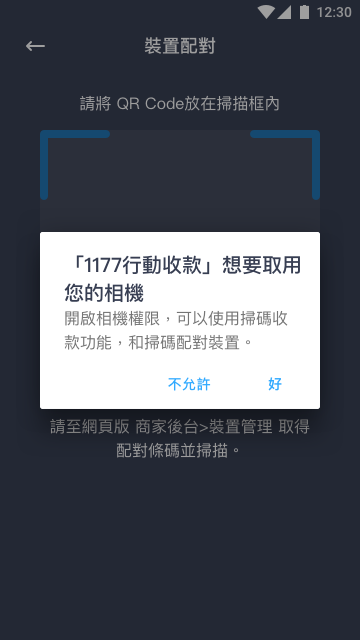 12:30
裝置配對
請將 QR Code放在掃描框內
「1177行動收款」想要取用
您的相機
開啟相機權限，可以使用掃碼收
款功能，和掃碼配對裝置。
不允許
好
請至網頁版 商家後台>裝置管理 取得
配對條碼並掃描。